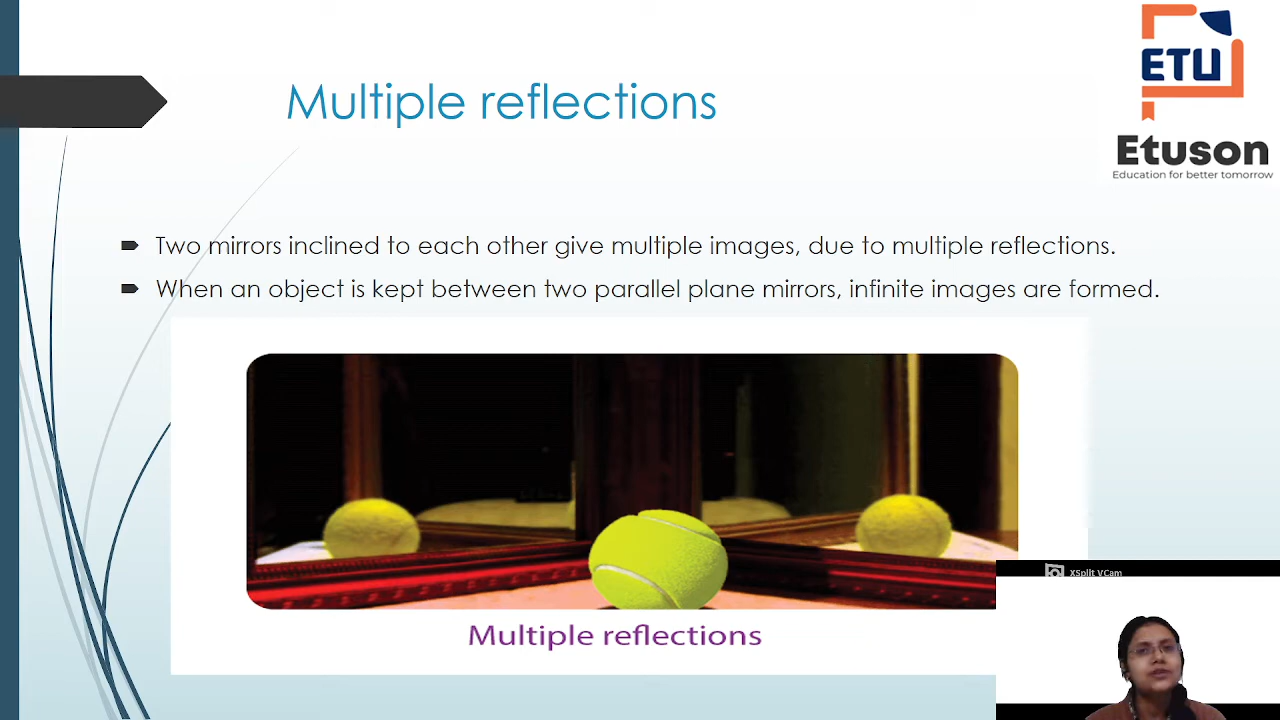 ETU
Etuson
Education for better tomorrow
Multiple reflections
Two mirrors inclined to each other give multiple images, due to multiple reflections.
When an object is kept between two parallel plane mirrors, infinite images are formed.
Multiple reflections
XSplit VCam